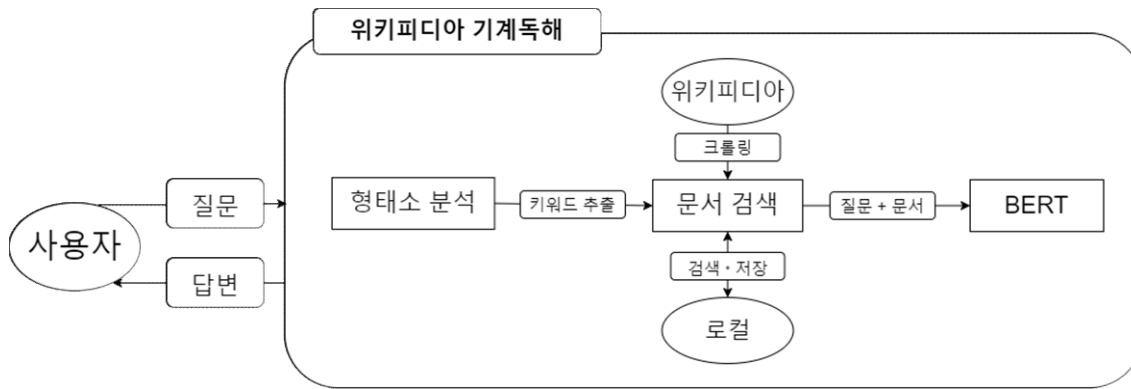 위키피디아 기계독해
위키피디아
크롤링
질문
형태소 분석
키워드 추출
문서 검색
질문 + 문서
BERT
사용자
답변
검색・저장
로컬